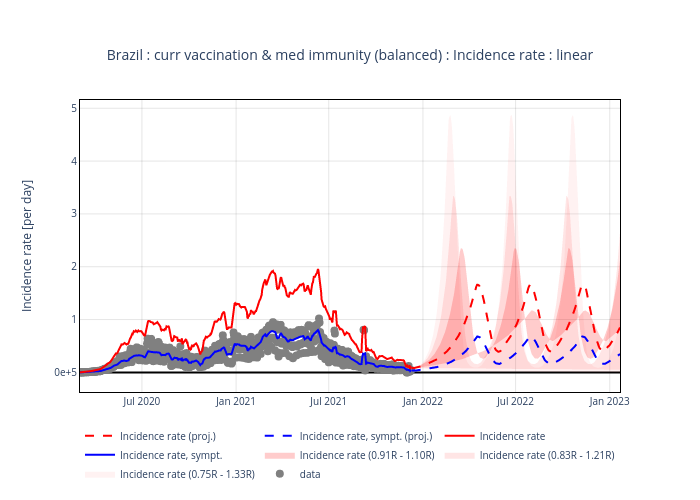 Brazil : curr vaccination & med immunity (balanced) : Incidence rate : linear
Incidence rate [per day]
5
4
3
2
1
0e+5
Jul 2020 Jan 2021 Jul 2021 Jan 2022 Jul 2022 Jan 2023
Incidence rate (proj.) Incidence rate, sympt. (proj.) Incidence rate
Incidence rate, sympt. Incidence rate (0.91R - 1.10R) Incidence rate (0.83R - 1.21R)
Incidence rate (0.75R - 1.33R) data